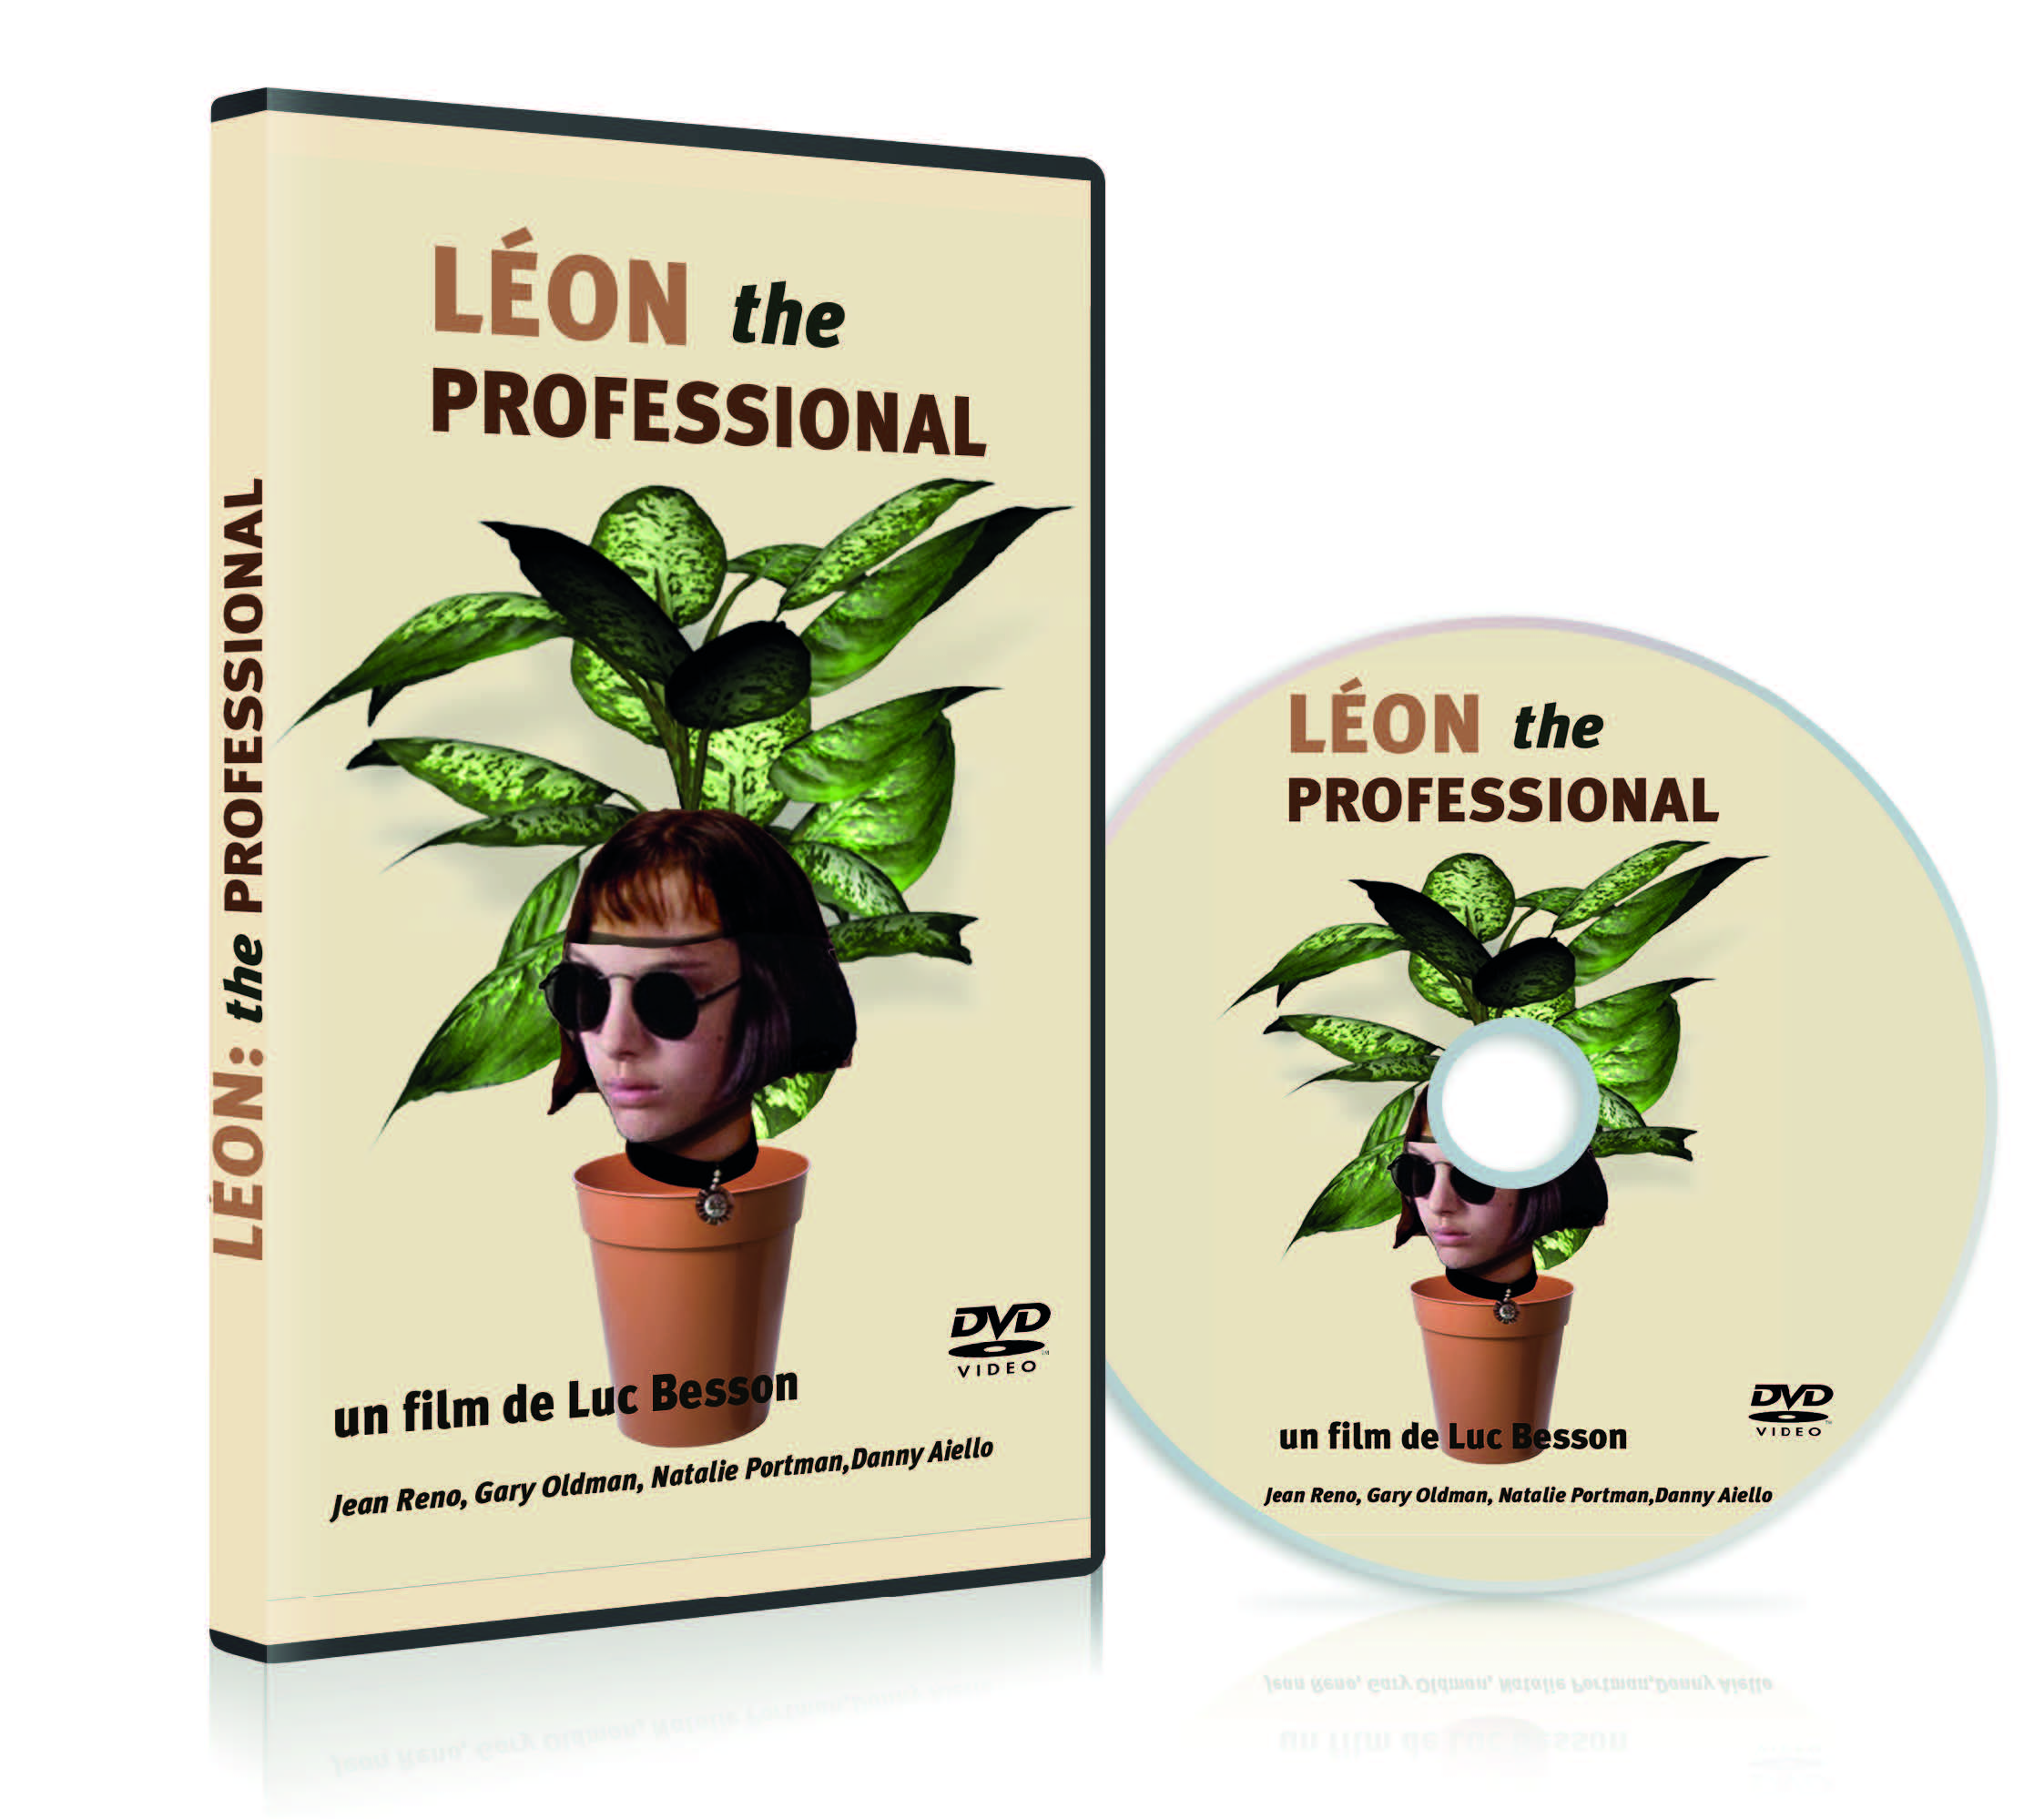 LÉON the
PROFESSIONAL
LÉON: the PROFESSIONAL
un film de Luc Besson
Jean Reno, Gary Oldman, Natalie Portman,Danny Aiello
DVD
VIDEO
LÉON the
PROFESSIONAL
un film de Luc Besson
Jean Reno, Gary Oldman, Natalie Portman,Danny Aiello
DVD
VIDEO